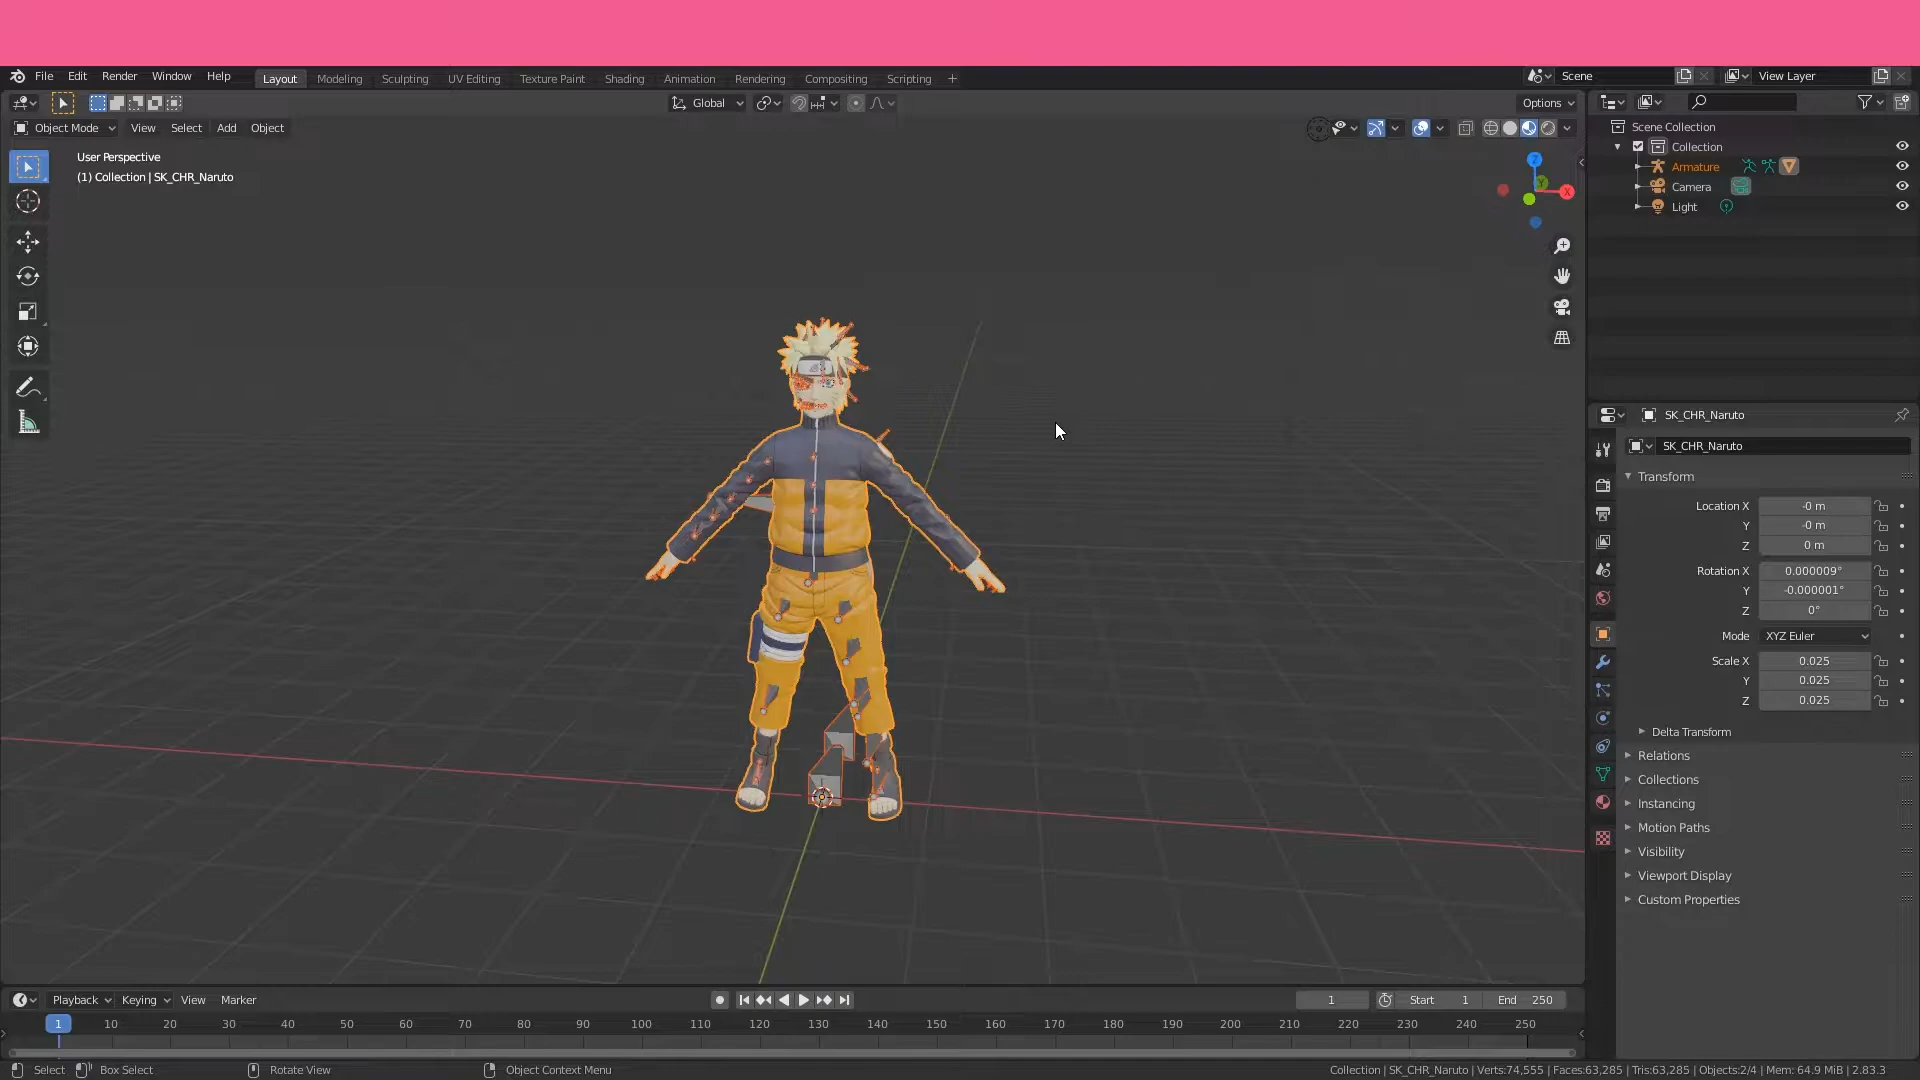 File Edit Render Window Help Layout Modeling Sculpting UV Editing Texture Paint Shading Animation Rendering Compositing Scripting + Scene View Layer
Global Options
Object Mode View Select Add Object
User Perspective
(1) Collection | SK_CHR_Naruto
Z
Y
X
Scene Collection
Collection
Armature
Camera
Light
SK_CHR_Naruto
SK_CHR_Naruto
Transform
Location X -0 m
Y -0 m
Z 0 m
Rotation X 0.000009°
Y -0.000001°
Z 0°
Mode XYZ Euler
Scale X 0.025
Y 0.025
Z 0.025
Delta Transform
Relations
Collections
Instancing
Motion Paths
Visibility
Viewport Display
Custom Properties
Playback Keying View Marker 1 Start 1 End 250
1 10 20 30 40 50 60 70 80 90 100 110 120 130 140 150 160 170 180 190 200 210 220 230 240 250
Select Box Select Rotate View Object Context Menu Collection | SK_CHR_Naruto | Verts:74,555 | Faces:63,285 | Tris:63,285 | Objects:2/4 | Mem: 64.9 MiB | 2.83.3